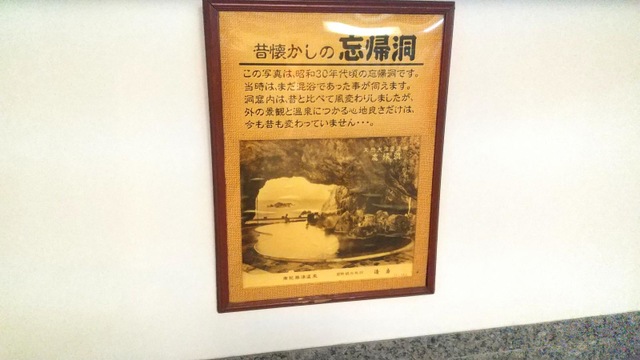 昔懐かしの 忘帰洞
この写真は、昭和30年代頃の忘帰洞です。
当時は、まだ混浴であった事が伺えます。
洞窟内は、昔と比べて風変わりしましたが、
外の景観と温泉につかる心地良さだけは、
今も昔も変わっていません・・・。
忘帰洞